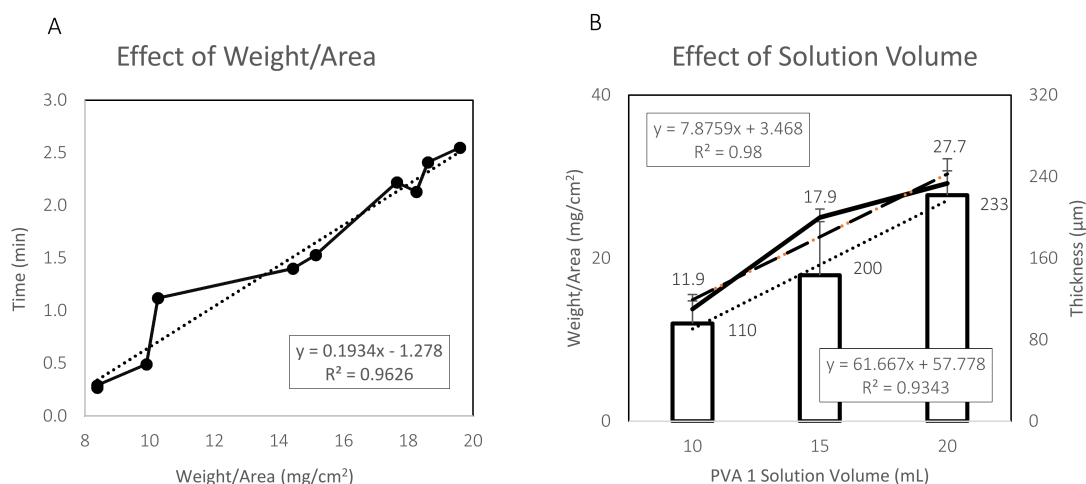 A
Effect of Weight/Area
3.0
2.5
2.0
1.5
1.0
0.5
0.0
Time (min)
y = 0.1934x - 1.278
R² = 0.9626
8 10 12 14 16 18 20
Weight/Area (mg/cm²)
B
Effect of Solution Volume
40
20
0
Weight/Area (mg/cm²)
y = 7.8759x + 3.468
R² = 0.98
11.9
17.9
27.7
110
200
233
y = 61.667x + 57.778
R² = 0.9343
320
240
160
80
0
Thickness (µm)
10 15 20
PVA 1 Solution Volume (mL)